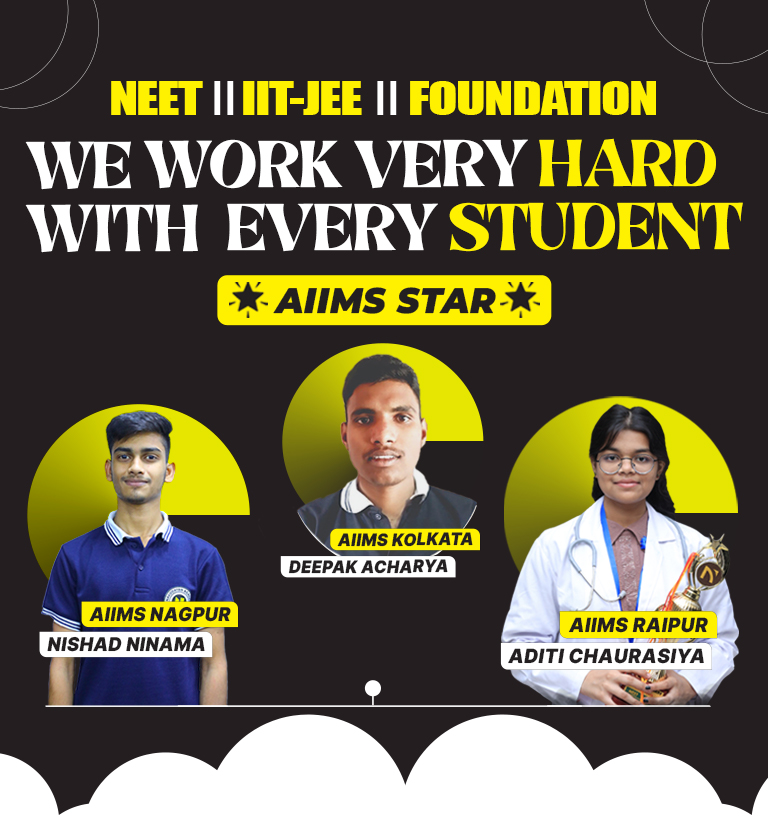 NEET || IIT-JEE || FOUNDATION
WE WORK VERY HARD
WITH EVERY STUDENT
AIIMS STAR
AIIMS KOLKATA
DEEPAK ACHARYA
AIIMS NAGPUR
NISHAD NINAMA
AIIMS RAIPUR
ADITI CHAURASIYA